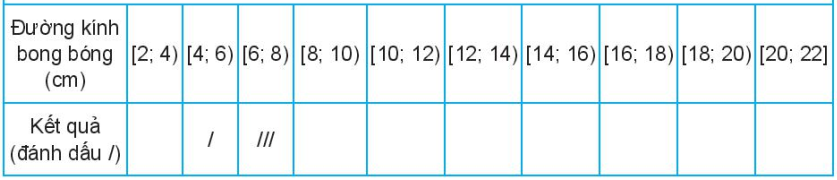 Đường kính
bong bóng
(cm)
[2; 4) [4; 6) [6; 8) [8; 10) [10; 12) [12; 14) [14; 16) [16; 18) [18; 20) [20; 22]
Kết quả
(đánh dấu /)
/ ///